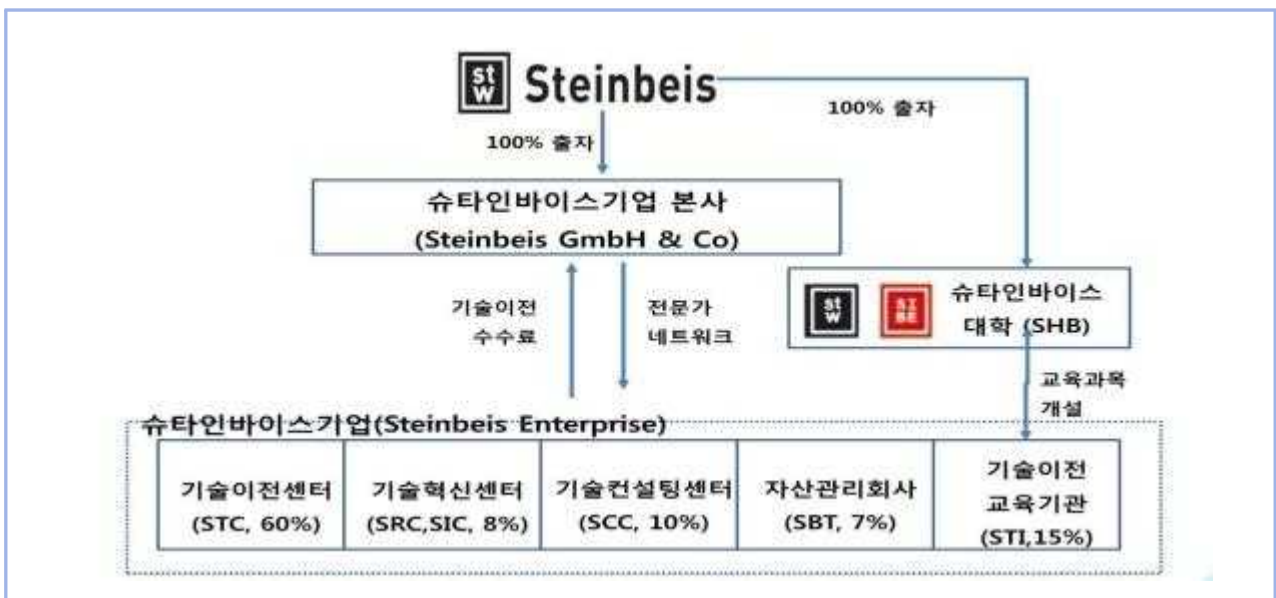 stw Steinbeis
100% 출자
100% 출자
슈타인바이스기업 본사
(Steinbeis GmbH & Co)
기술이전
수수료
전문가
네트워크
stw SIBE 슈타인바이스
대학 (SHB)
교육과목
개설
슈타인바이스기업(Steinbeis Enterprise)
기술이전센터
(STC, 60%)
기술혁신센터
(SRC,SIC, 8%)
기술컨설팅센터
(SCC, 10%)
자산관리회사
(SBT, 7%)
기술이전
교육기관
(STI,15%)